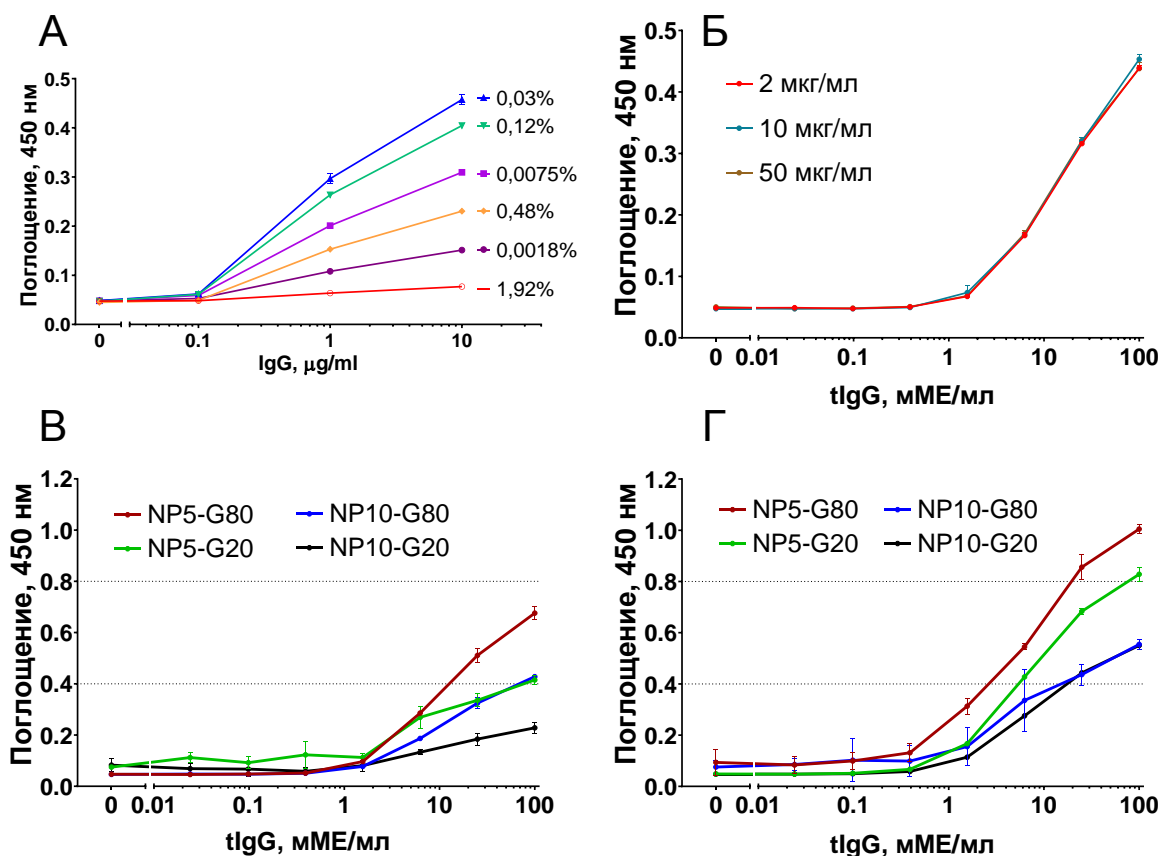 А
Поглощение, 450 нм
0.5
0.4
0.3
0.2
0.1
0.0
0,03%
0,12%
0,0075%
0,48%
0,0018%
1,92%
0
0.1
1
10
IgG, µg/ml
Б
Поглощение, 450 нм
0.5
0.4
0.3
0.2
0.1
0.0
2 мкг/мл
10 мкг/мл
50 мкг/мл
0 0.01 0.1 1 10 100
tIgG, мМЕ/мл
В
Поглощение, 450 нм
1.2
1.0
0.8
0.6
0.4
0.2
0.0
NP5-G80 NP10-G80
NP5-G20 NP10-G20
0 0.01 0.1 1 10 100
tIgG, мМЕ/мл
Г
Поглощение, 450 нм
1.2
1.0
0.8
0.6
0.4
0.2
0.0
NP5-G80 NP10-G80
NP5-G20 NP10-G20
0 0.01 0.1 1 10 100
tIgG, мМЕ/мл